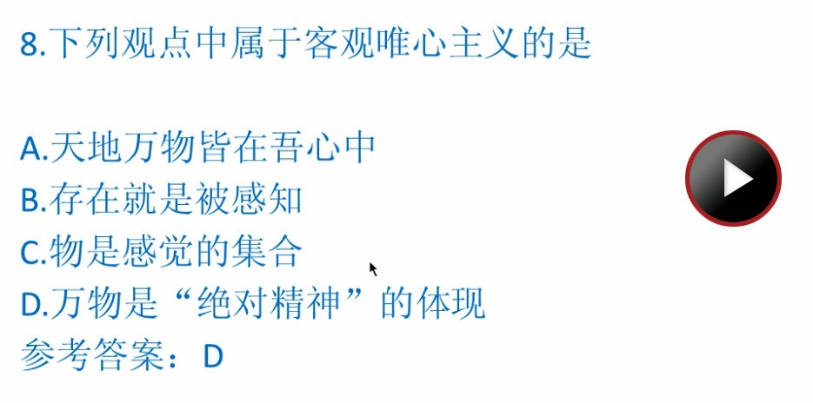 8.下列观点中属于客观唯心主义的是
A.天地万物皆在吾心中
B.存在就是被感知
C.物是感觉的集合
D.万物是“绝对精神”的体现
参考答案：D